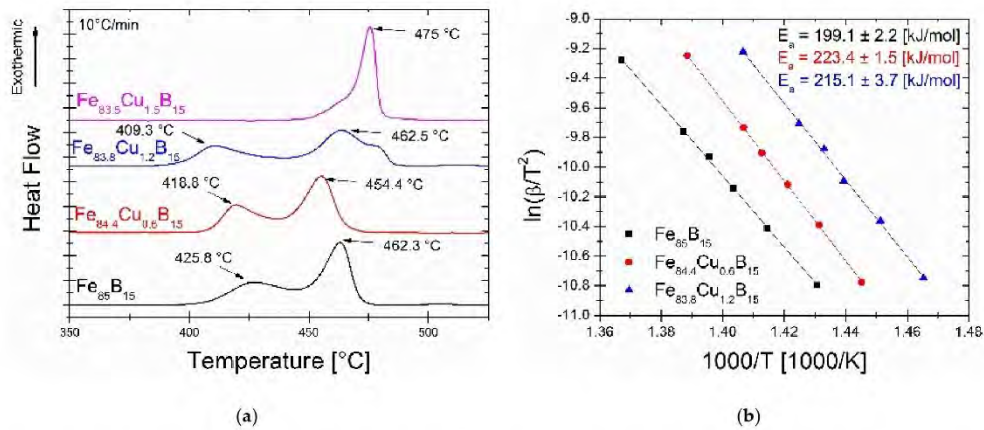 10°C/min
475 °C
Fe83.5Cu1.5B15
409.3 °C
462.5 °C
Fe83.8Cu1.2B15
418.8 °C
454.4 °C
Fe84.4Cu0.6B15
425.8 °C
462.3 °C
Fe85B15
Exothermic
Heat Flow
350 400 450 500
Temperature [°C]
(a)
Ea = 199.1 ± 2.2 [kJ/mol]
Ea = 223.4 ± 1.5 [kJ/mol]
Ea = 215.1 ± 3.7 [kJ/mol]
-9.0
-9.2
-9.4
-9.6
-9.8
-10.0
-10.2
-10.4
-10.6
-10.8
-11.0
ln(β/T²)
Fe85B15
Fe84.4Cu0.6B15
Fe83.8Cu1.2B15
1.36 1.38 1.40 1.42 1.44 1.46 1.48
1000/T [1000/K]
(b)